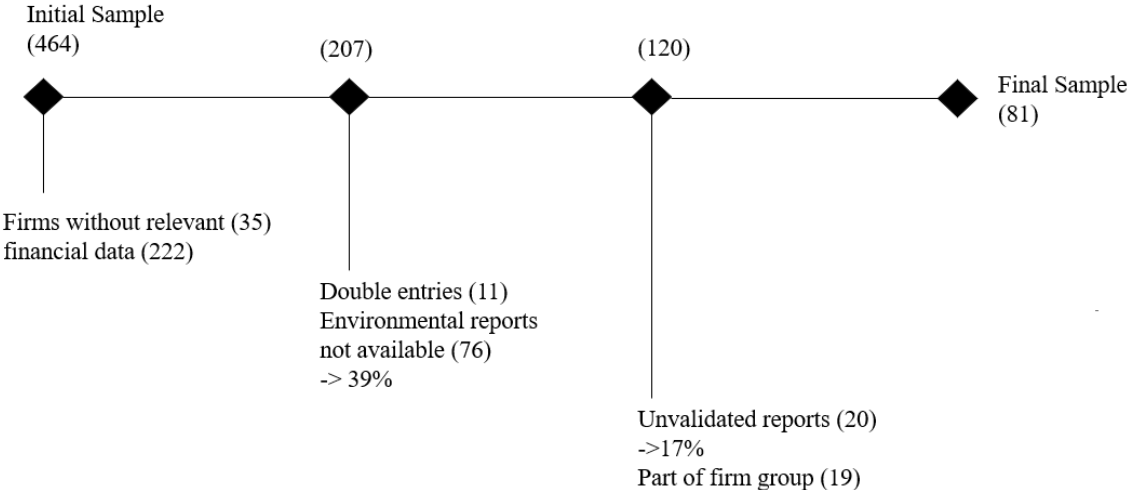 Initial Sample
(464)
(207)
(120)
Final Sample
(81)
Firms without relevant (35)
financial data (222)
Double entries (11)
Environmental reports
not available (76)
-> 39%
Unvalidated reports (20)
->17%
Part of firm group (19)